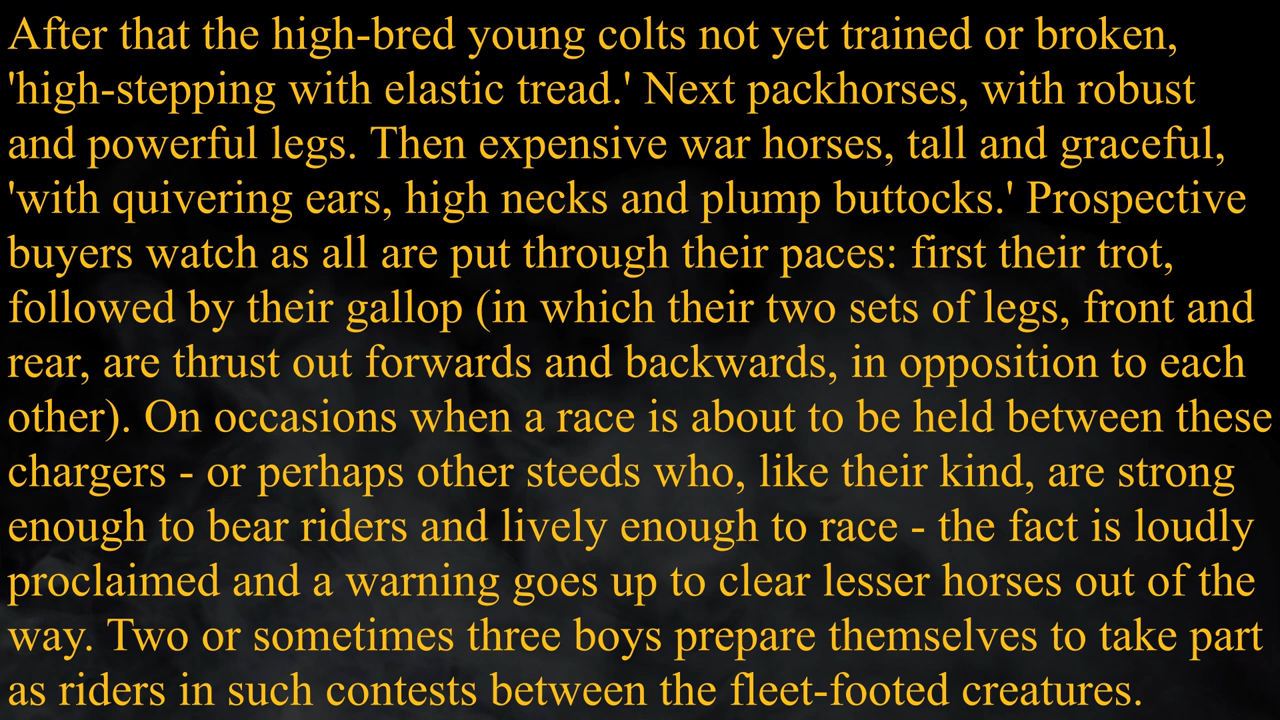 After that the high-bred young colts not yet trained or broken,
'high-stepping with elastic tread.' Next packhorses, with robust
and powerful legs. Then expensive war horses, tall and graceful,
'with quivering ears, high necks and plump buttocks.' Prospective
buyers watch as all are put through their paces: first their trot,
followed by their gallop (in which their two sets of legs, front and
rear, are thrust out forwards and backwards, in opposition to each
other). On occasions when a race is about to be held between these
chargers - or perhaps other steeds who, like their kind, are strong
enough to bear riders and lively enough to race - the fact is loudly
proclaimed and a warning goes up to clear lesser horses out of the
way. Two or sometimes three boys prepare themselves to take part
as riders in such contests between the fleet-footed creatures.